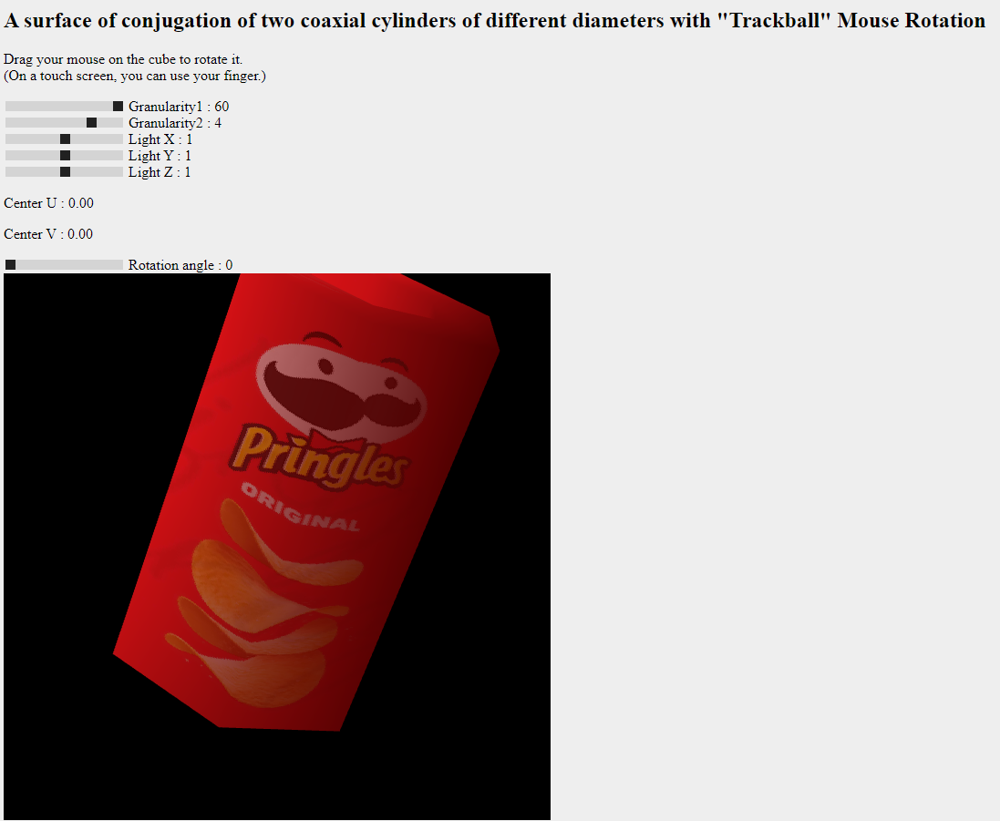 A surface of conjugation of two coaxial cylinders of different diameters with "Trackball" Mouse Rotation
Drag your mouse on the cube to rotate it.
(On a touch screen, you can use your finger.)
Granularity1 : 60
Granularity2 : 4
Light X : 1
Light Y : 1
Light Z : 1
Center U : 0.00
Center V : 0.00
Rotation angle : 0
Pringles
ORIGINAL